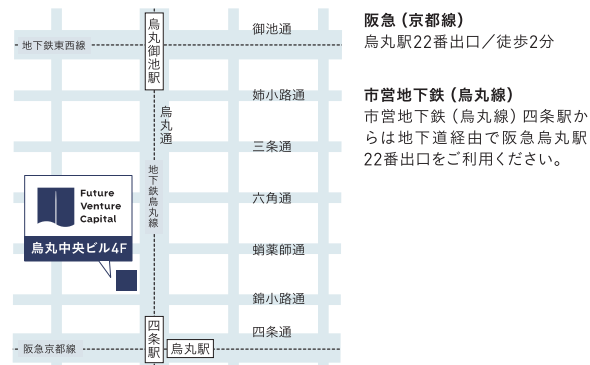 御池通
地下鉄東西線
烏丸御池駅
姉小路通
烏丸通
三条通
地下鉄烏丸線
六角通
Future
Venture
Capital
烏丸中央ビル4F
蛸薬師通
錦小路通
四条通
四条駅
烏丸駅
阪急京都線
阪急（京都線）
烏丸駅22番出口／徒歩2分
市営地下鉄（烏丸線）
市営地下鉄（烏丸線）四条駅か
らは地下道経由で阪急烏丸駅
22番出口をご利用ください。